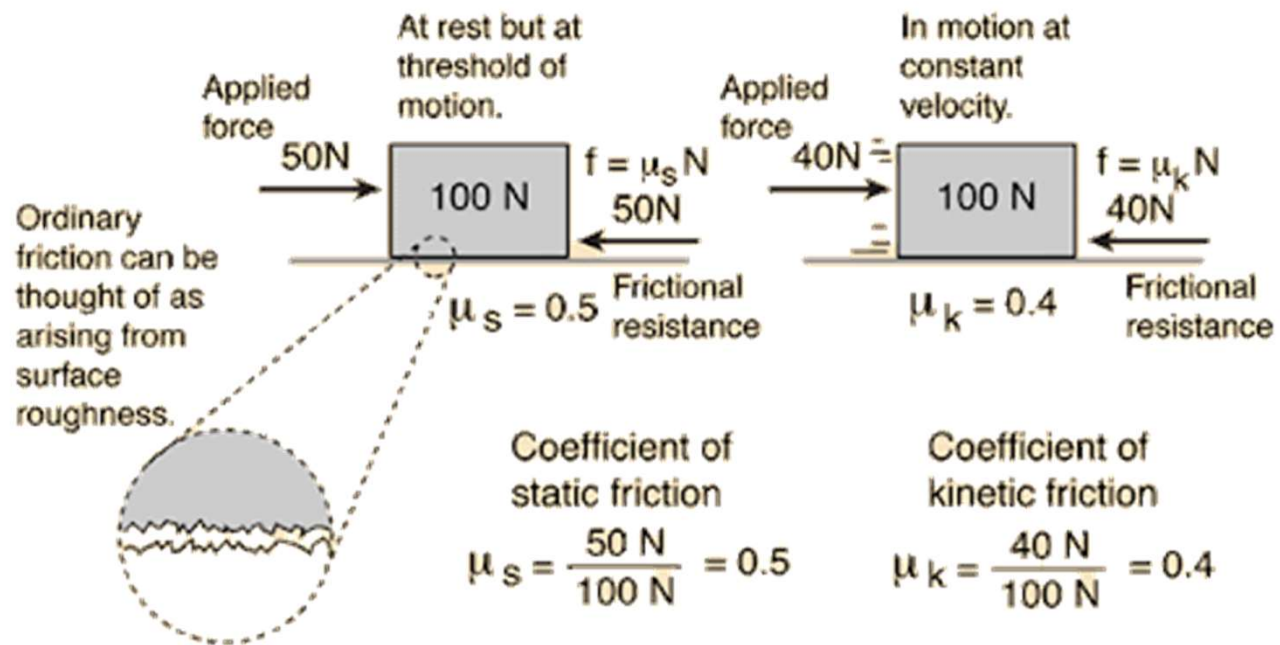 At rest but at
threshold of
motion.
Applied
force
50N
100 N
f = μₛ N
50N
Ordinary
friction can be
thought of as
arising from
surface
roughness.
μₛ = 0.5
Frictional
resistance
In motion at
constant
velocity.
Applied
force
40N
100 N
f = μₖ N
40N
μₖ = 0.4
Frictional
resistance
Coefficient of
static friction
μₛ = 50 N / 100 N = 0.5
Coefficient of
kinetic friction
μₖ = 40 N / 100 N = 0.4